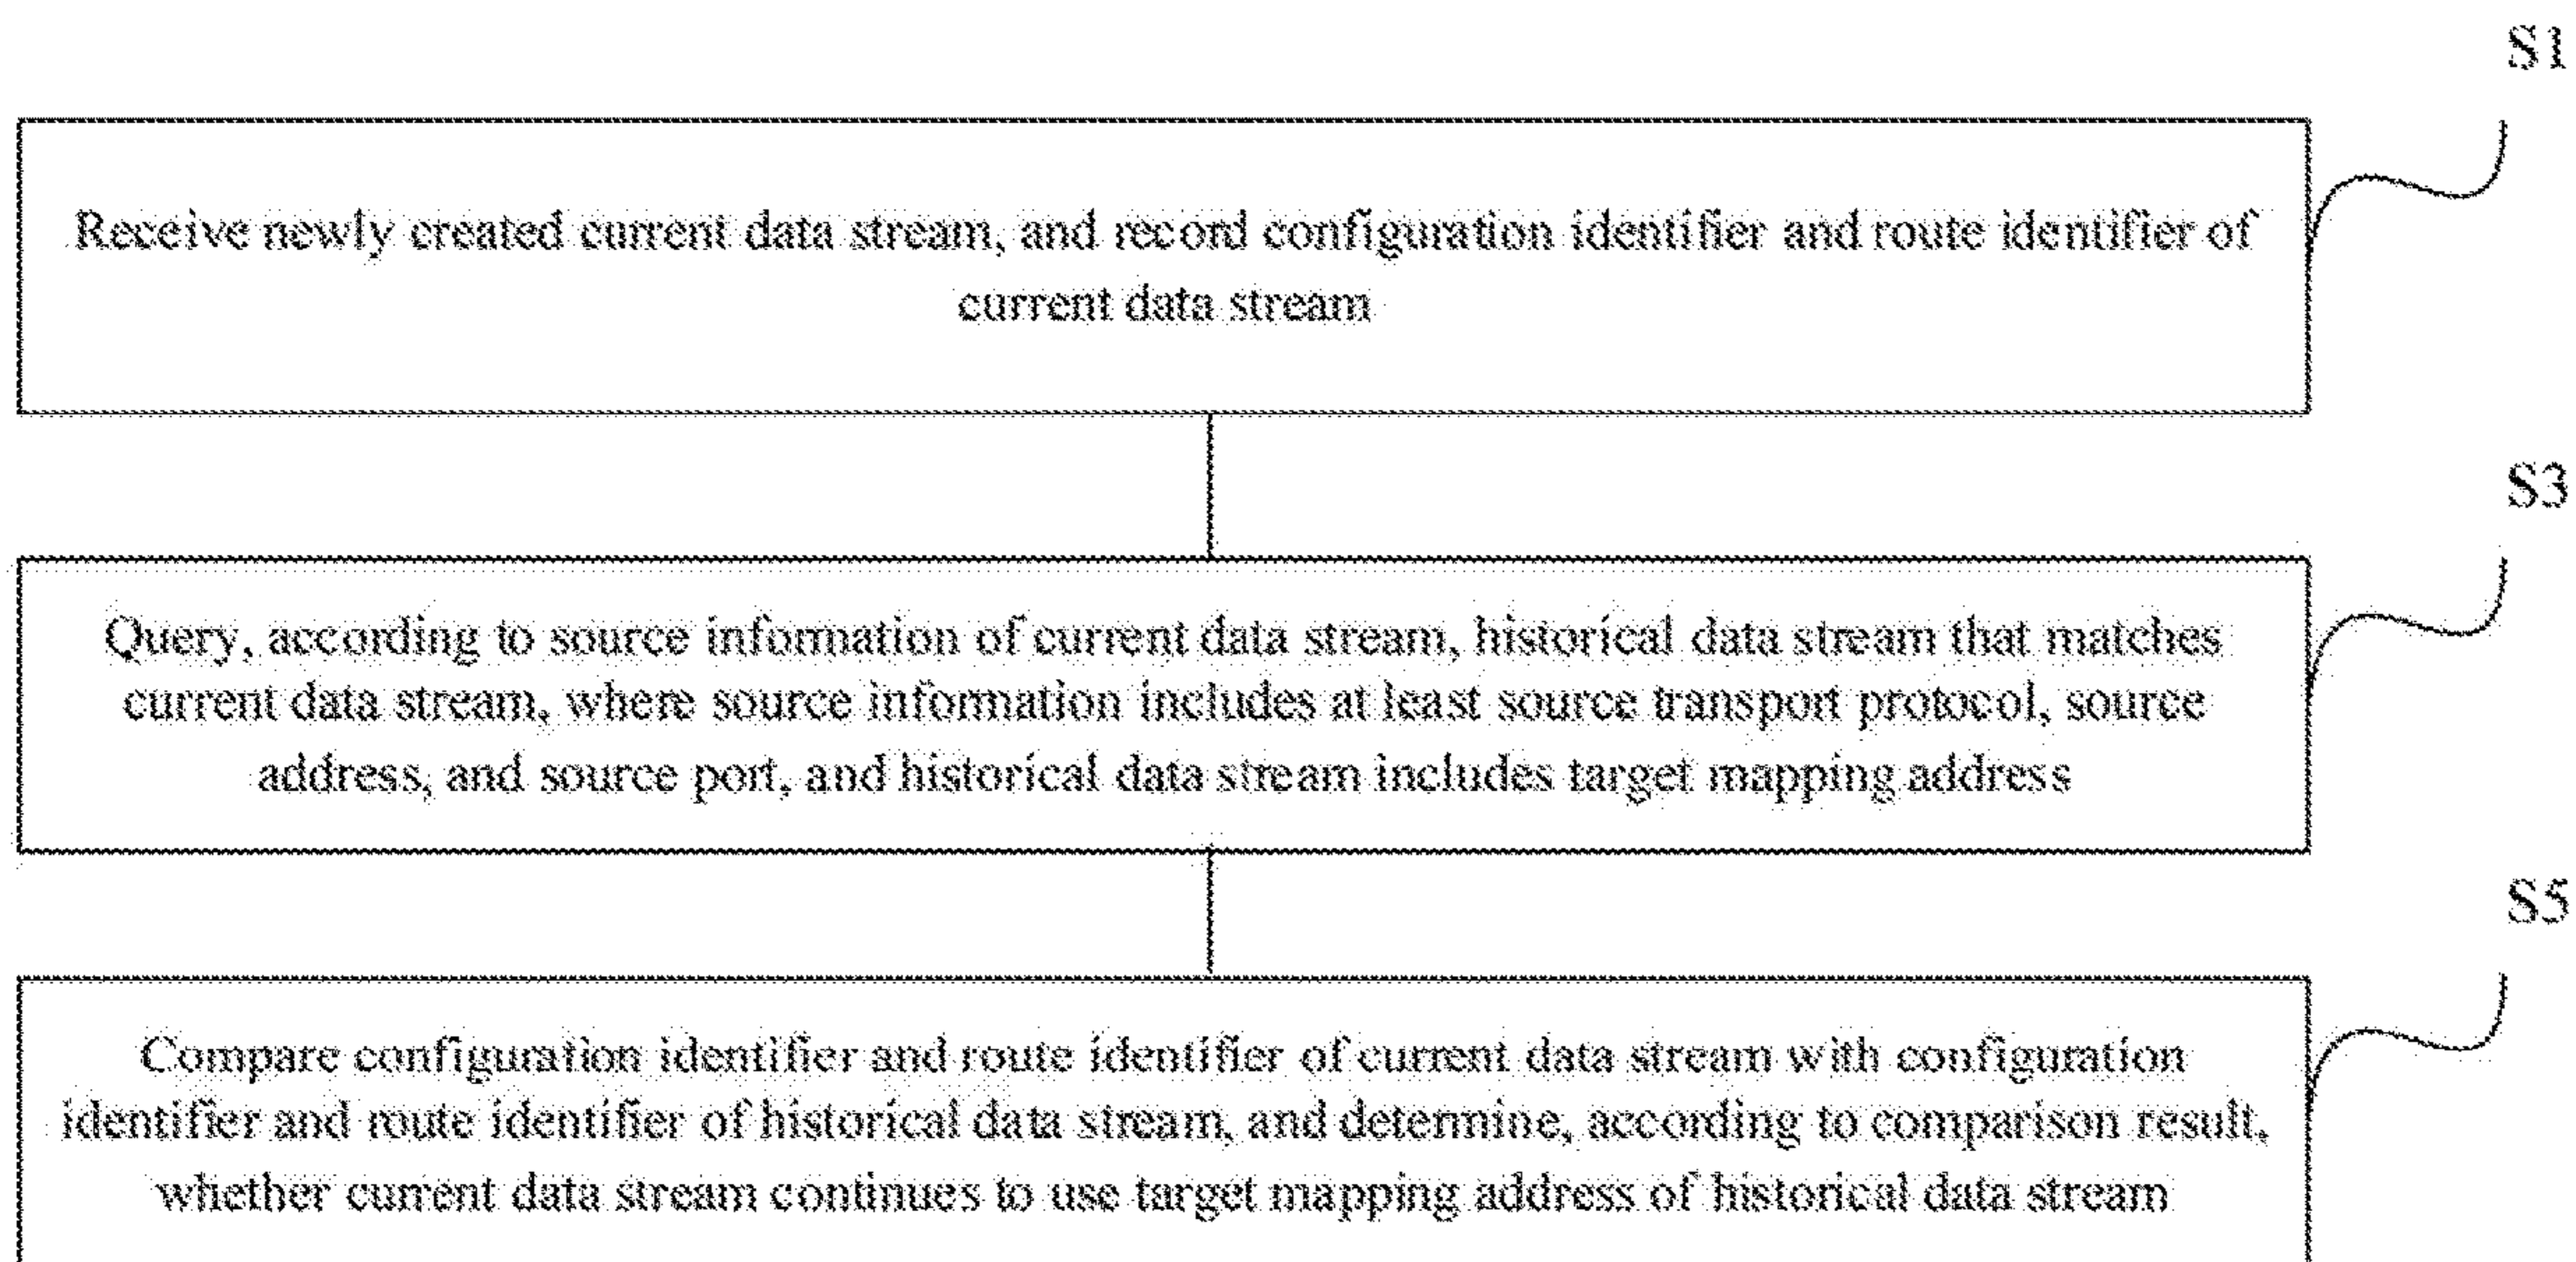 S1
Receive newly created current data stream, and record configuration identifier and route identifier of
current data stream
S3
Query, according to source information of current data stream, historical data stream that matches
current data stream, where source information includes at least source transport protocol, source
address, and source port, and historical data stream includes target mapping address
S5
Compare configuration identifier and route identifier of current data stream with configuration
identifier and route identifier of historical data stream, and determine, according to comparison result,
whether current data stream continues to use target mapping address of historical data stream